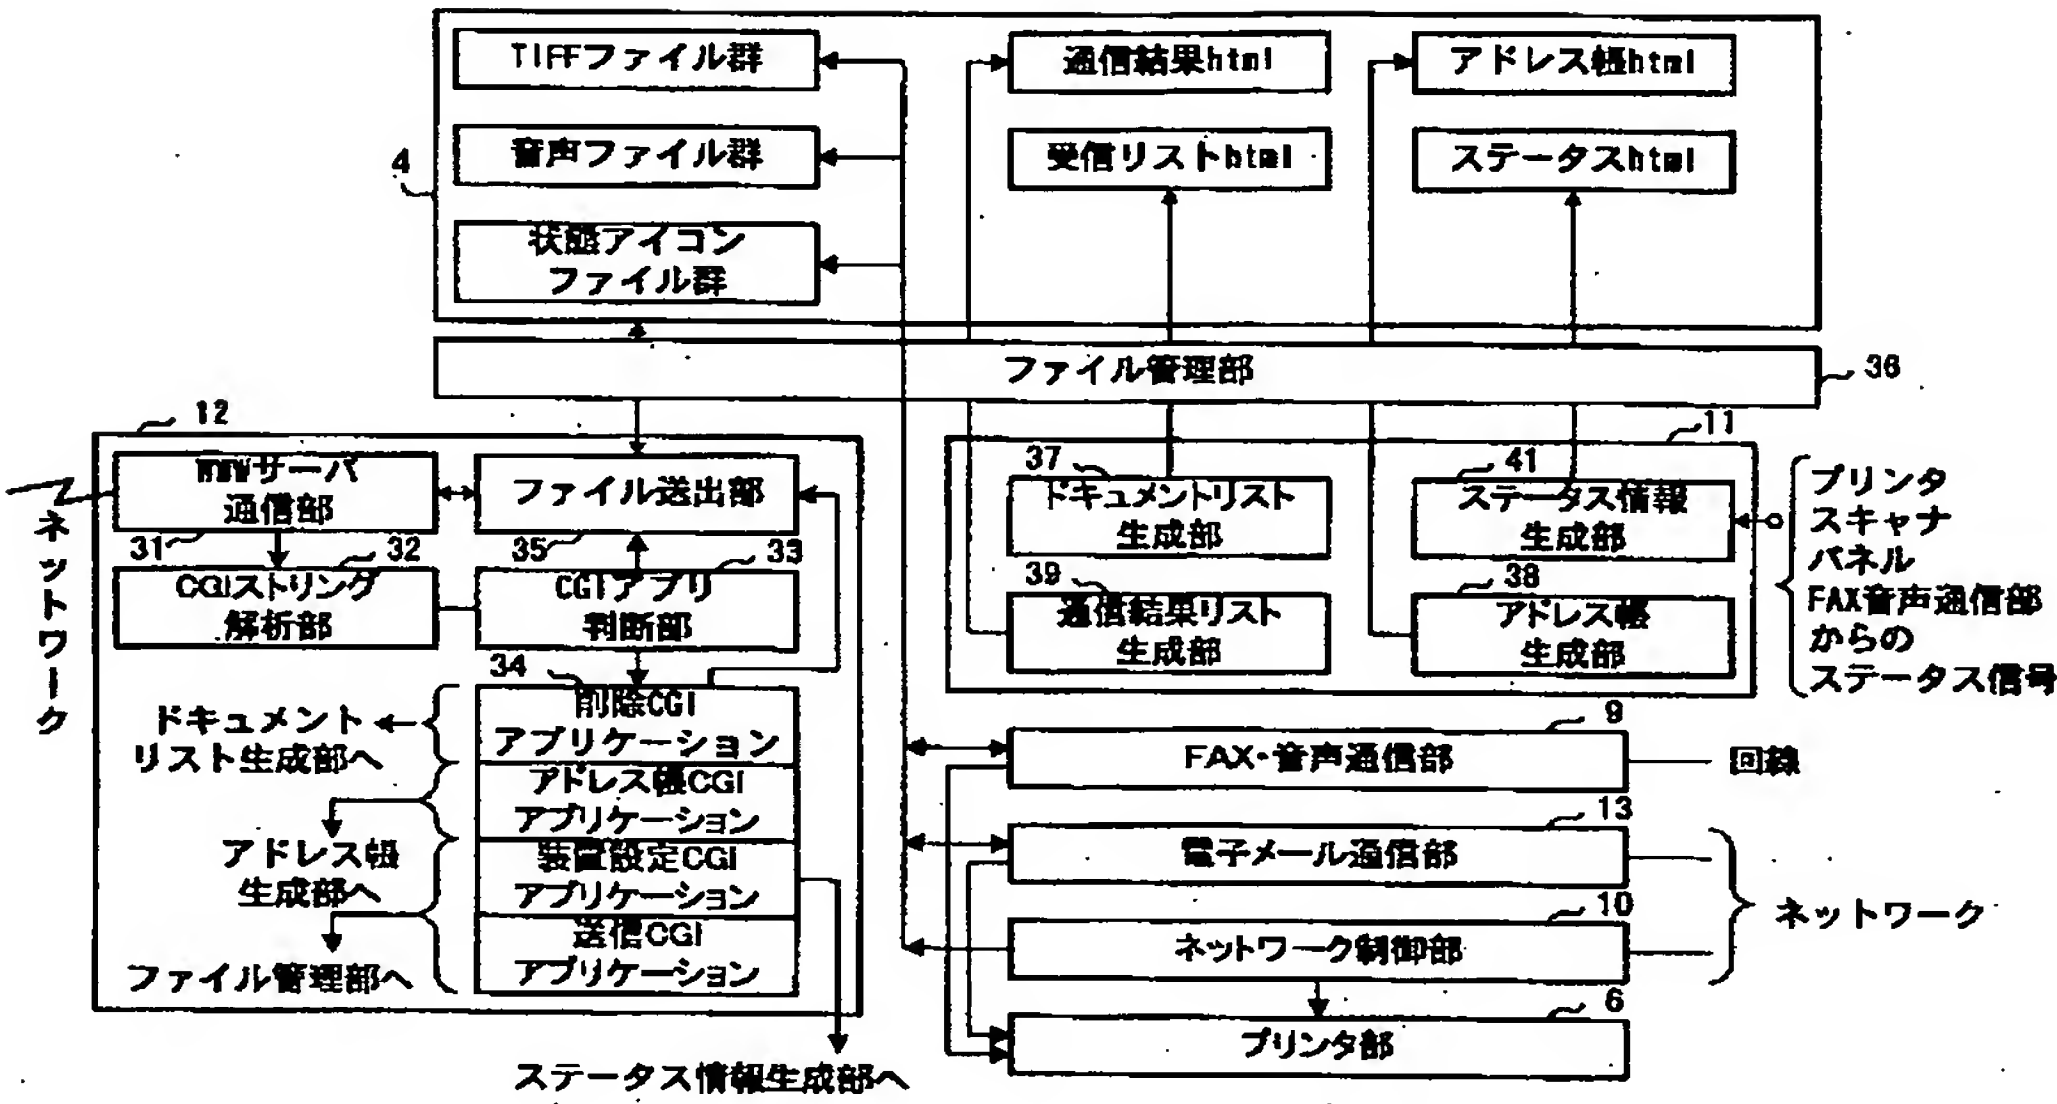 4
TIFFファイル群
音声ファイル群
状態アイコン
ファイル群
通信結果html
受信リストhtml
アドレス帳html
ステータスhtml
ファイル管理部
36
12
ネットワーク
WWWサーバ
通信部
31
ファイル送出部
35
CGIストリング
解析部
32
CGIアプリ
判断部
33
34
削除CGI
アプリケーション
アドレス帳CGI
アプリケーション
装置設定CGI
アプリケーション
送信CGI
アプリケーション
ドキュメント
リスト生成部へ
アドレス帳
生成部へ
ファイル管理部へ
ステータス情報生成部へ
11
37
ドキュメントリスト
生成部
41
ステータス情報
生成部
39
通信結果リスト
生成部
38
アドレス帳
生成部
プリンタ
スキャナ
パネル
FAX音声通信部
からの
ステータス信号
9
FAX・音声通信部
回線
13
電子メール通信部
10
ネットワーク制御部
ネットワーク
6
プリンタ部